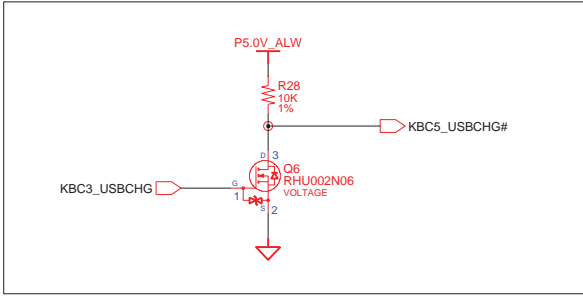 P5.0V_ALW
R28
10K
1%
KBC5_USBCHG#
D 3
Q6
RHU002N06
VOLTAGE
KBC3_USBCHG
G
1
S
2